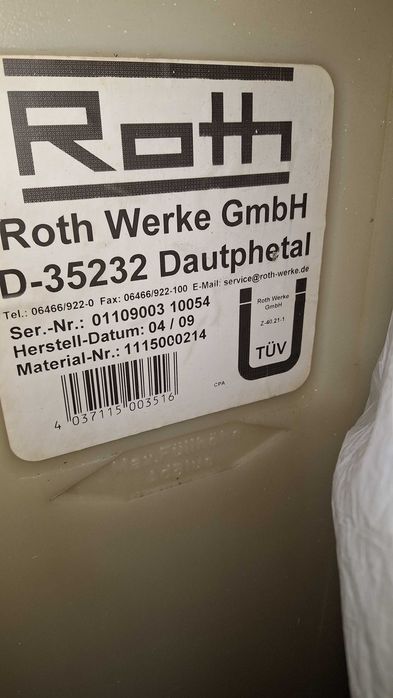 Roth
Roth Werke GmbH
D-35232 Dautphetal
Tel.: 06466/922-0 Fax: 06466/922-100 E-Mail: service@roth-werke.de
Ser.-Nr.: 01109003 10054
Herstell-Datum: 04 / 09
Material-Nr.: 1115000214
Roth Werke
GmbH
Z-40.21-1
TÜV
CPA
4 037115 003516
Max.Füllhöhe